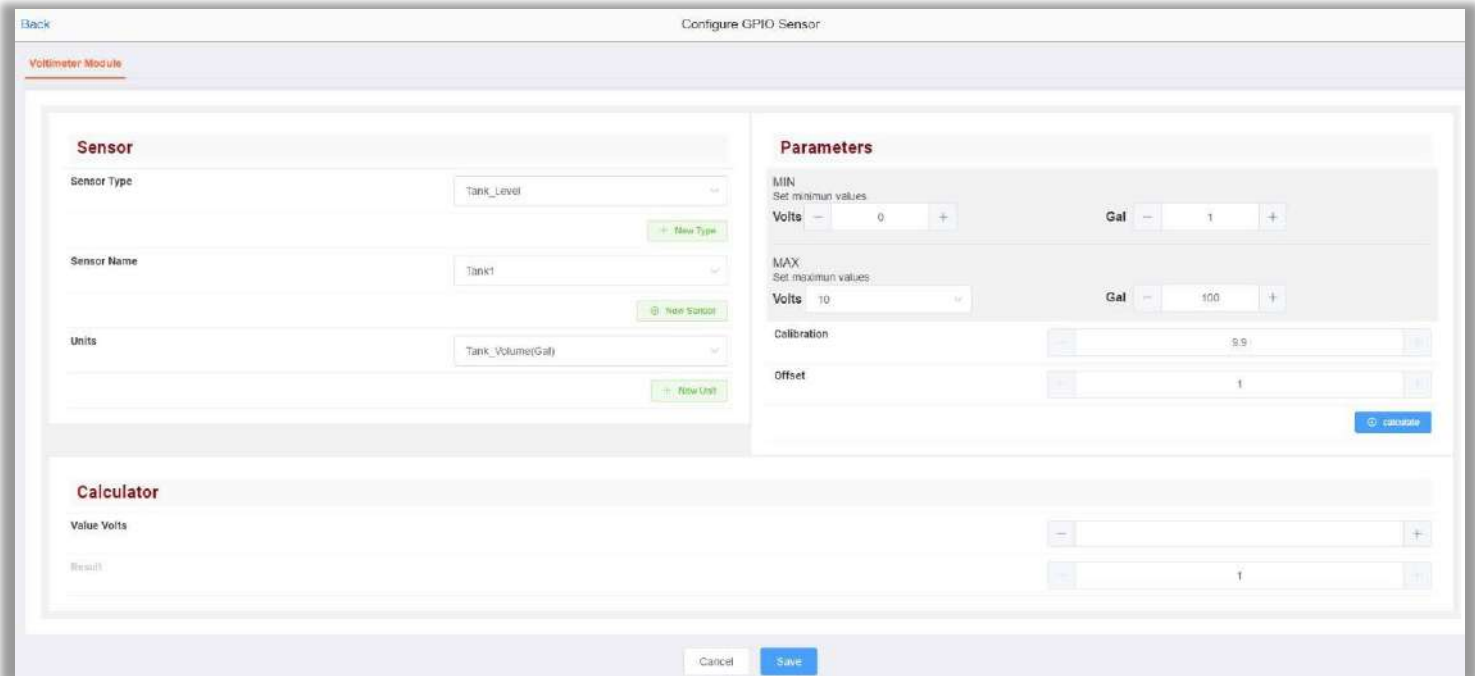 Back
Configure GPIO Sensor
Voltimeter Module
Sensor
Sensor Type
Tank_Level
+ New Type
Sensor Name
Tank1
New Sensor
Units
Tank_Volume(Gal)
+ New Unit
Parameters
MIN
Set minimun values
Volts − 0 + Gal − 1 +
MAX
Set maximun values
Volts 10 Gal − 100 +
Calibration − 9.9 +
Offset − 1 +
calculate
Calculator
Value Volts − +
Result − 1 +
Cancel Save